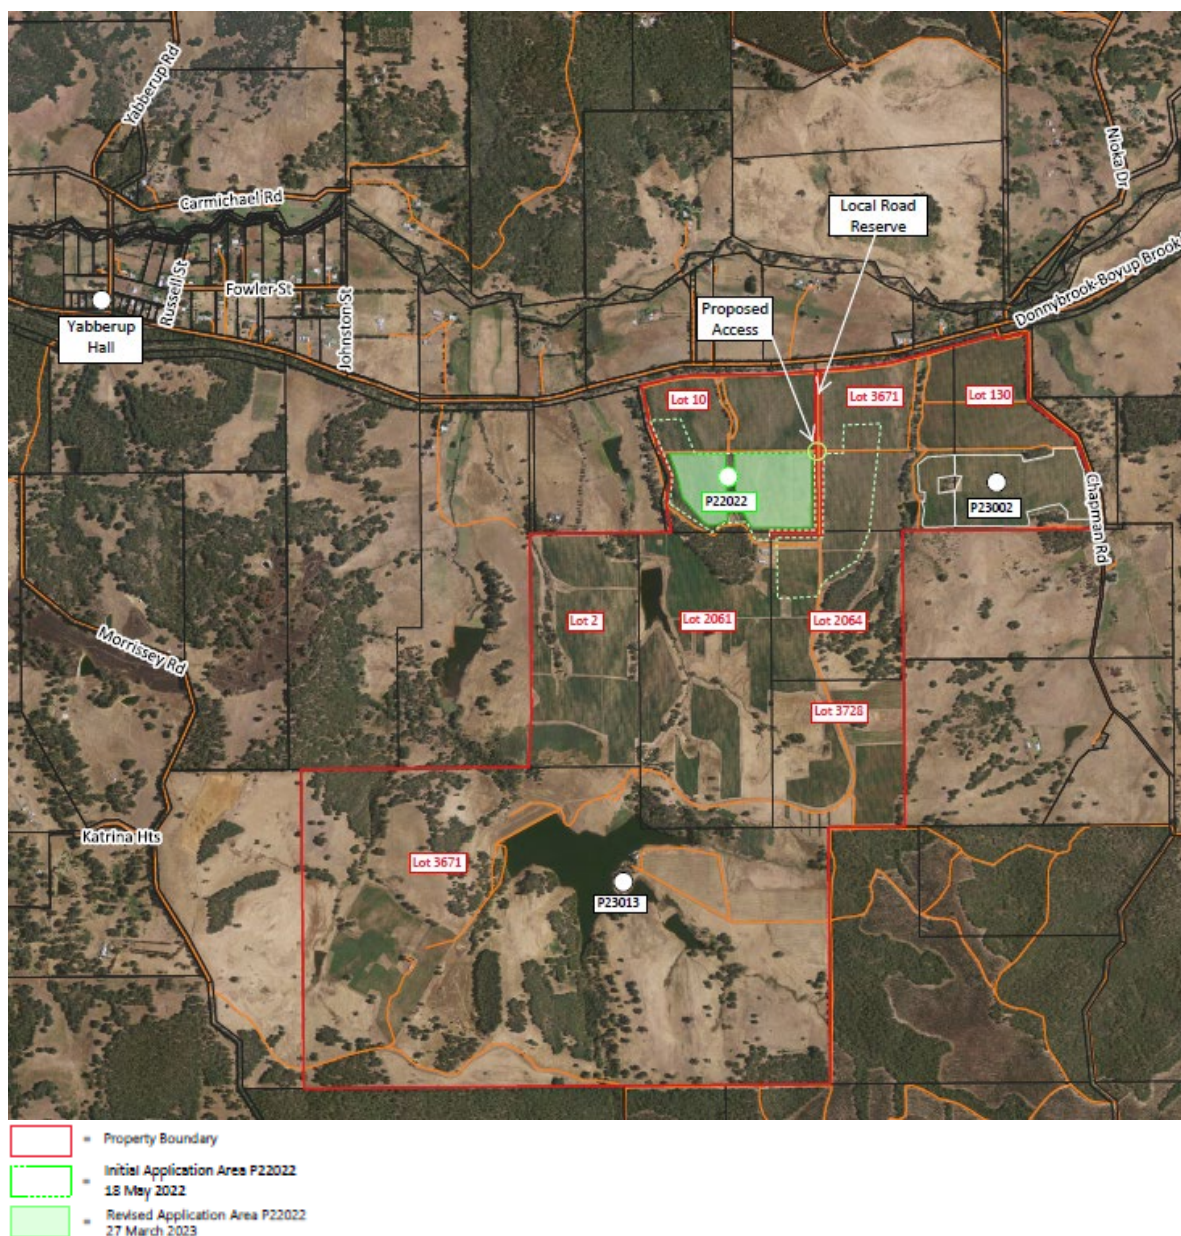 Yabberup Rd
Nioka Dr
Carmichael Rd
Local Road
Reserve
Russell St
Fowler St
Johnston St
Donnybrook-Boyup Brook
Proposed
Access
Yabberup
Hall
Lot 10
Lot 3671
Lot 130
P22022
P23002
Chapman Rd
Lot 2
Lot 2061
Lot 2064
Morrissey Rd
Lot 3728
Katrina Hts
Lot 3671
P23013
= Property Boundary
= Initial Application Area P22022
18 May 2022
= Revised Application Area P22022
27 March 2023